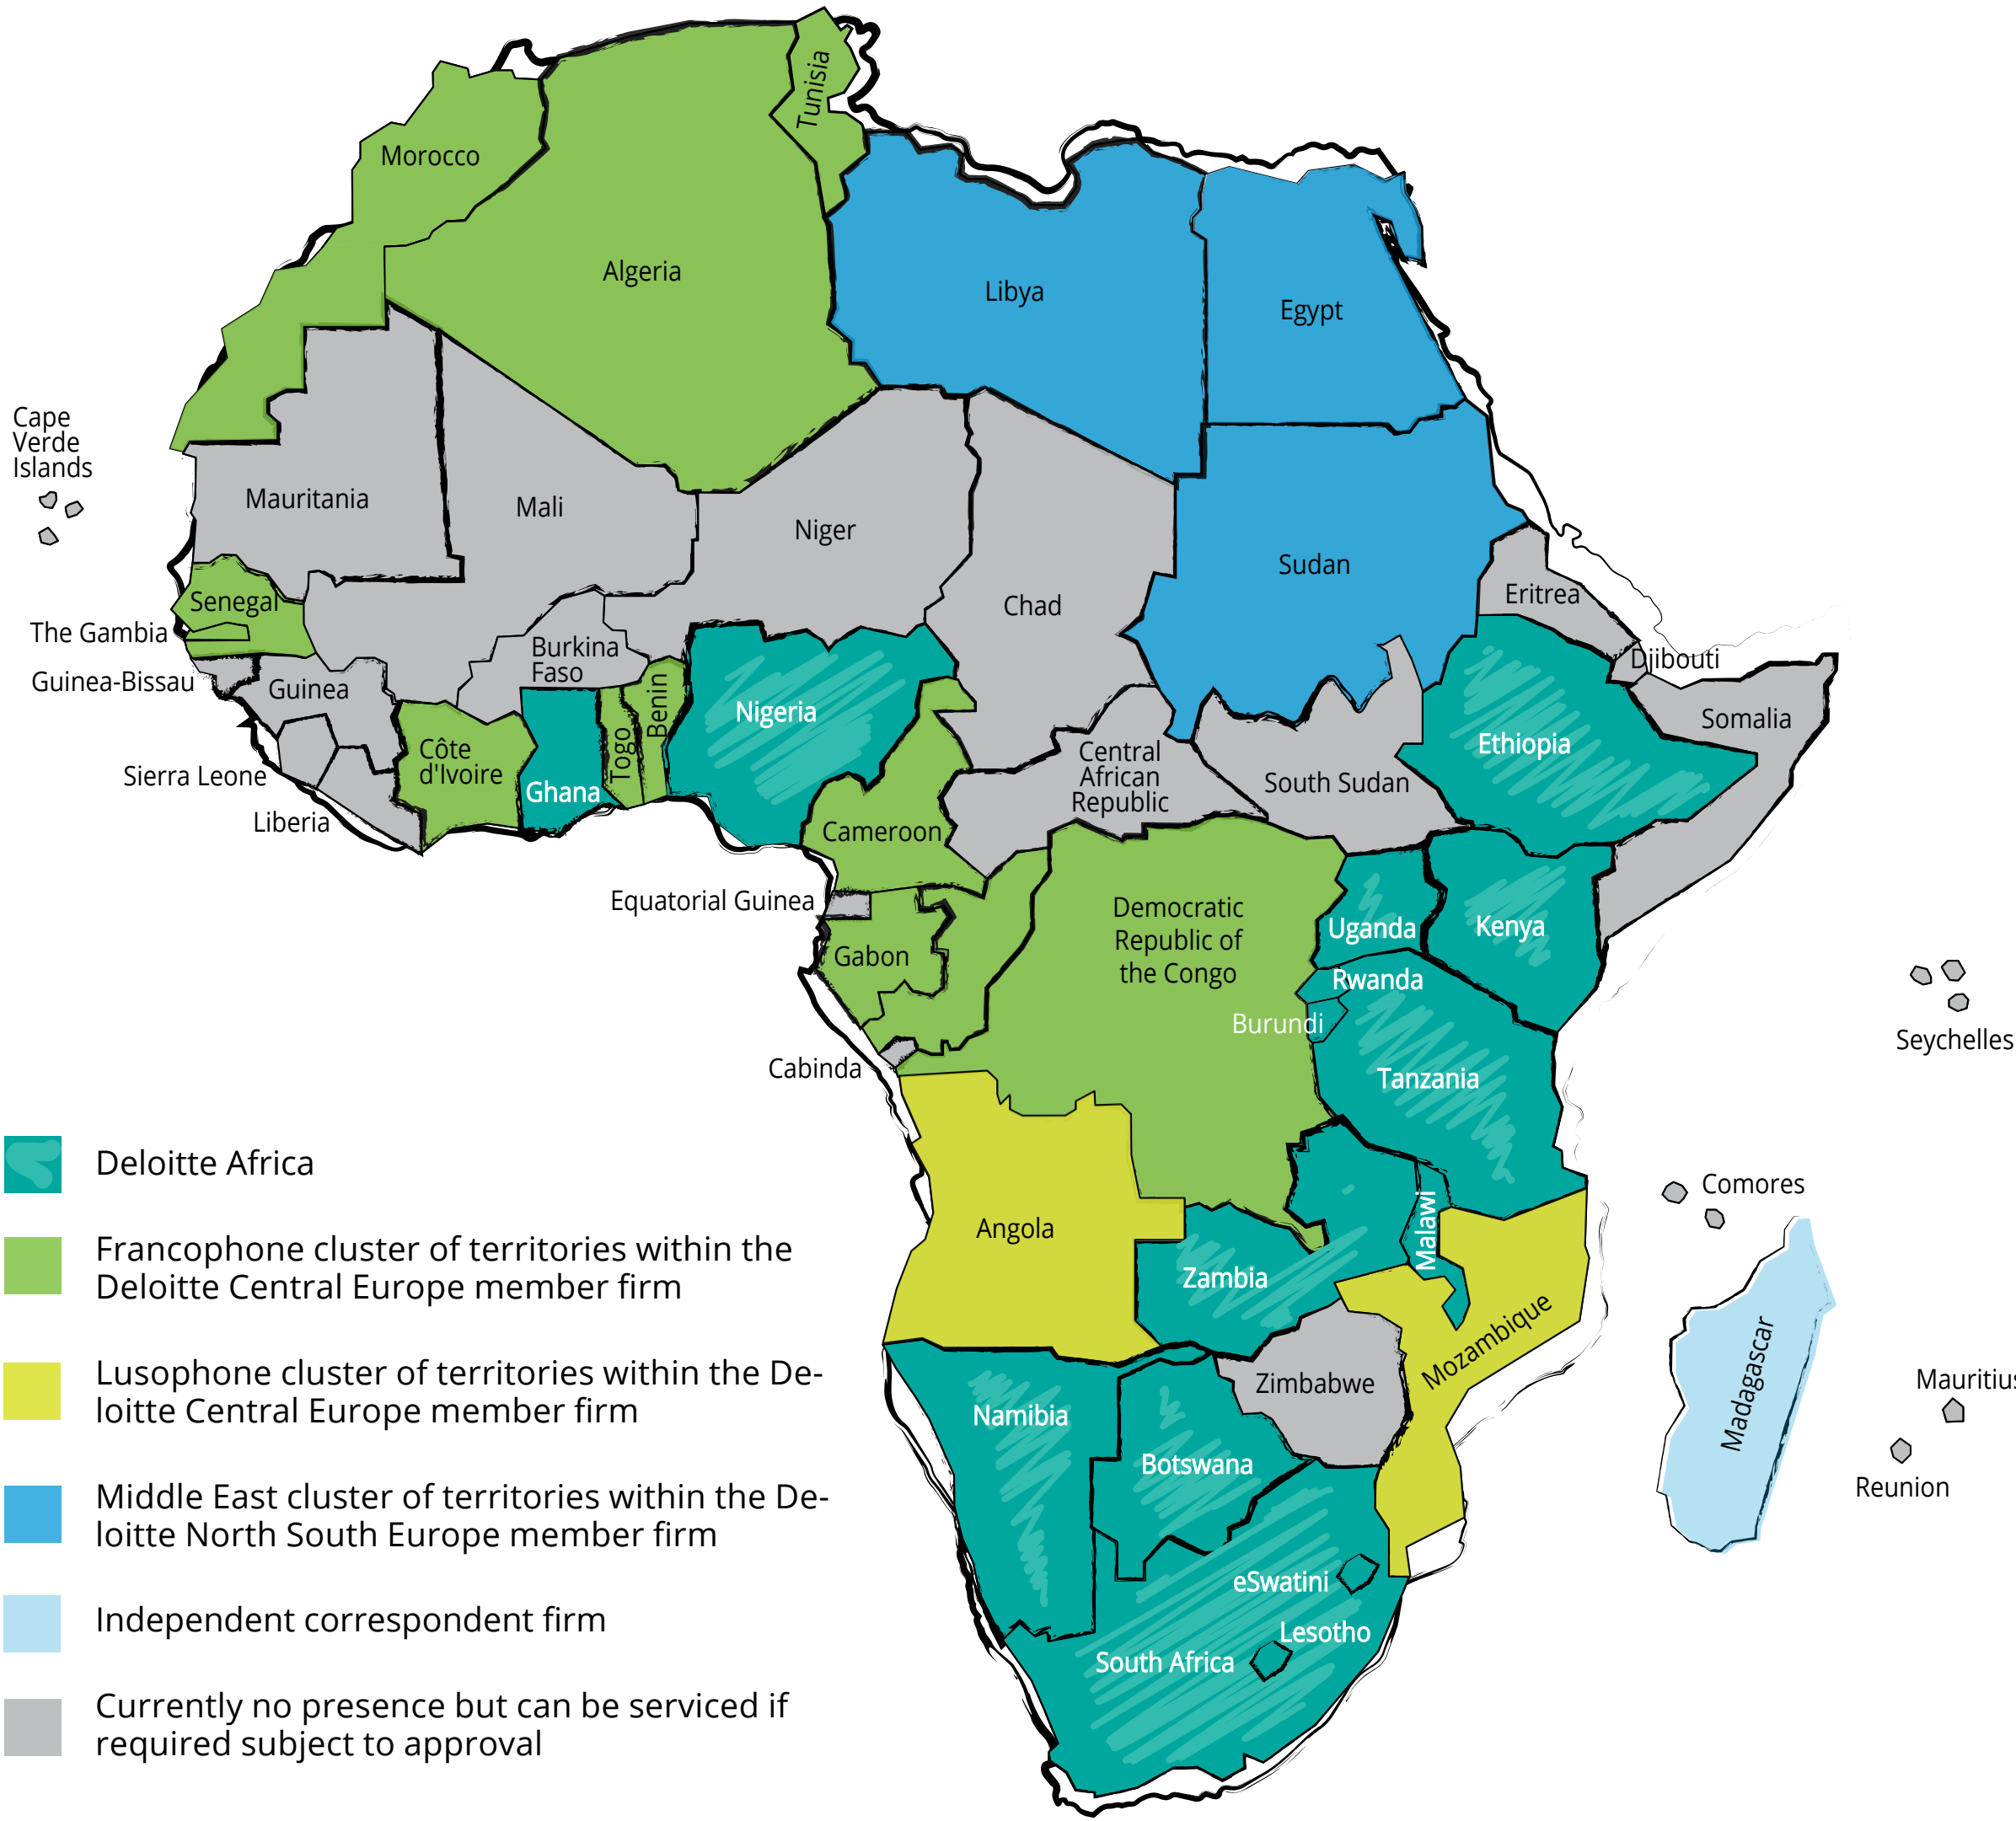 Tunisia
Morocco
Algeria
Libya
Egypt
Cape
Verde
Islands
Mauritania
Mali
Niger
Chad
Sudan
Eritrea
Senegal
The Gambia
Burkina
Faso
Djibouti
Guinea-Bissau
Guinea
Benin
Nigeria
Somalia
Côte
d'Ivoire
Togo
Ghana
Central
African
Republic
Ethiopia
South Sudan
Sierra Leone
Liberia
Cameroon
Equatorial Guinea
Democratic
Republic of
the Congo
Uganda
Kenya
Gabon
Rwanda
Burundi
Seychelles
Cabinda
Tanzania
Comores
Angola
Malawi
Zambia
Mozambique
Madagascar
Zimbabwe
Mauritius
Namibia
Botswana
Reunion
eSwatini
Lesotho
South Africa
Deloitte Africa
Francophone cluster of territories within the
Deloitte Central Europe member firm
Lusophone cluster of territories within the De-
loitte Central Europe member firm
Middle East cluster of territories within the De-
loitte North South Europe member firm
Independent correspondent firm
Currently no presence but can be serviced if
required subject to approval